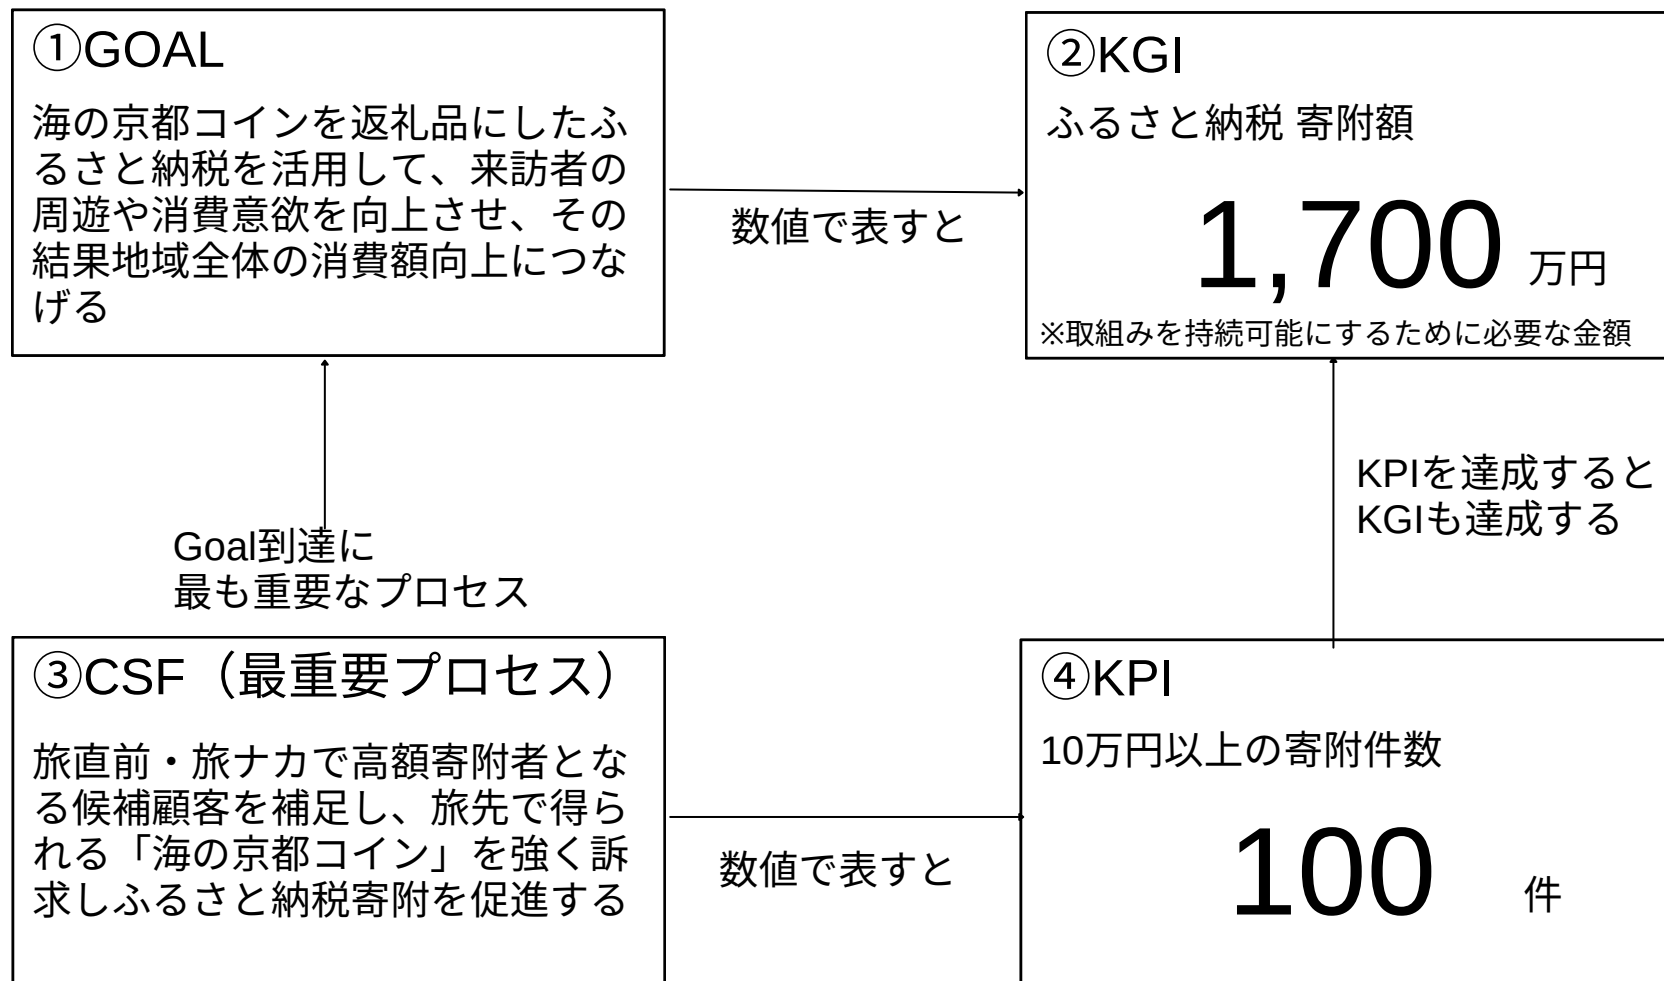 ①GOAL
海の京都コインを返礼品にしたふ
るさと納税を活用して、来訪者の
周遊や消費意欲を向上させ、その
結果地域全体の消費額向上につな
げる
数値で表すと
②KGI
ふるさと納税 寄附額
1,700 万円
※取組みを持続可能にするために必要な金額
Goal到達に
最も重要なプロセス
KPIを達成すると
KGIも達成する
③CSF（最重要プロセス）
旅直前・旅ナカで高額寄附者とな
る候補顧客を補足し、旅先で得ら
れる「海の京都コイン」を強く訴
求しふるさと納税寄附を促進する
数値で表すと
④KPI
10万円以上の寄附件数
100 件